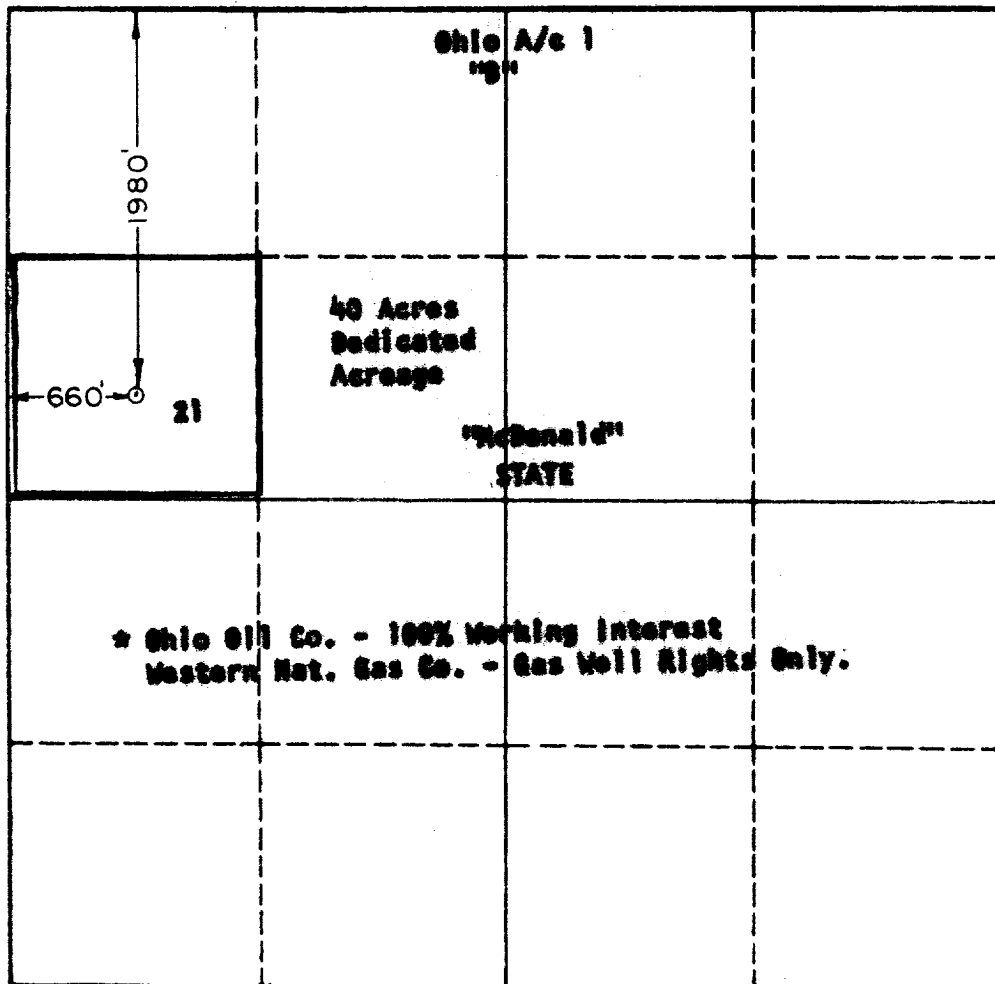 Ohio A/c 1
"B"
1980'
40 Acres
Dedicated
Acreage
660'
21
"McDonald"
STATE
* Ohio Oil Co. - 100% Working Interest
Western Nat. Gas Co. - Gas Well Rights Only.